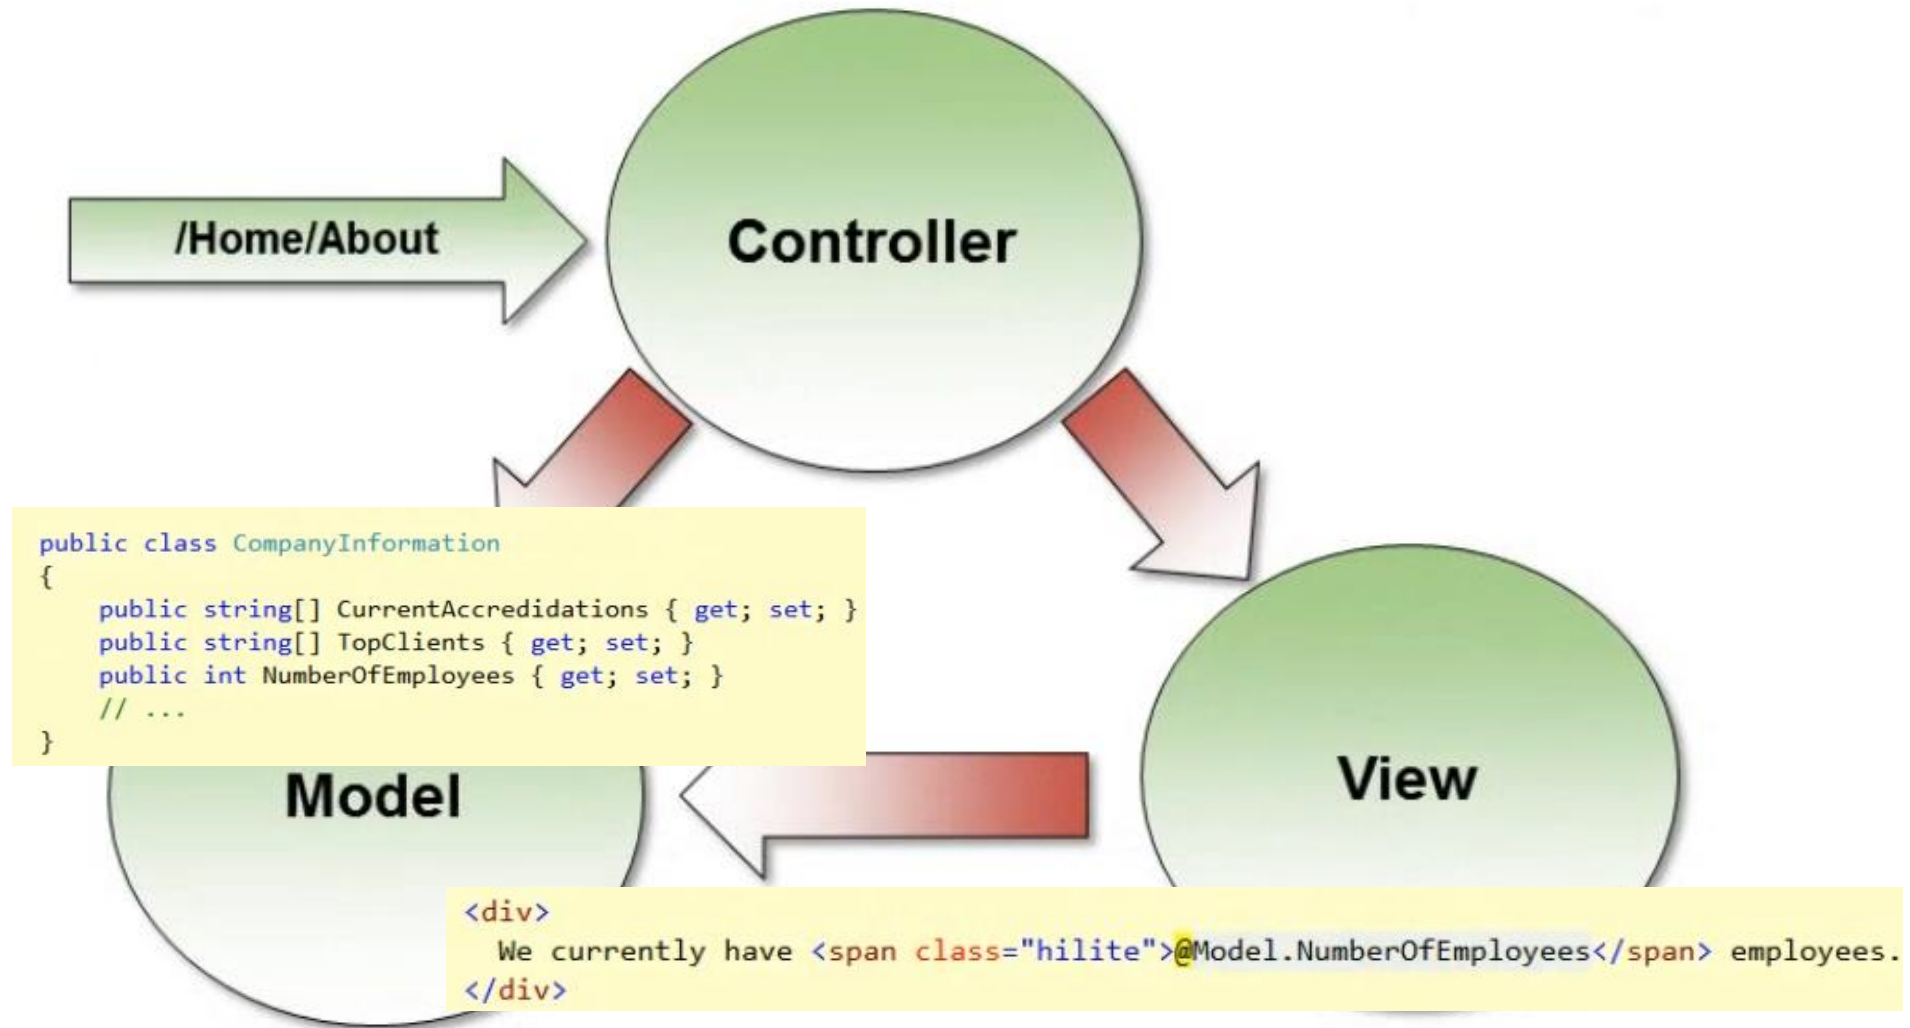 /Home/About
Controller
public class CompanyInformation
{
    public string[] CurrentAccredidations { get; set; }
    public string[] TopClients { get; set; }
    public int NumberOfEmployees { get; set; }
    // ...
}
Model
View
<div>
  We currently have <span class="hilite">@Model.NumberOfEmployees</span> employees.
</div>